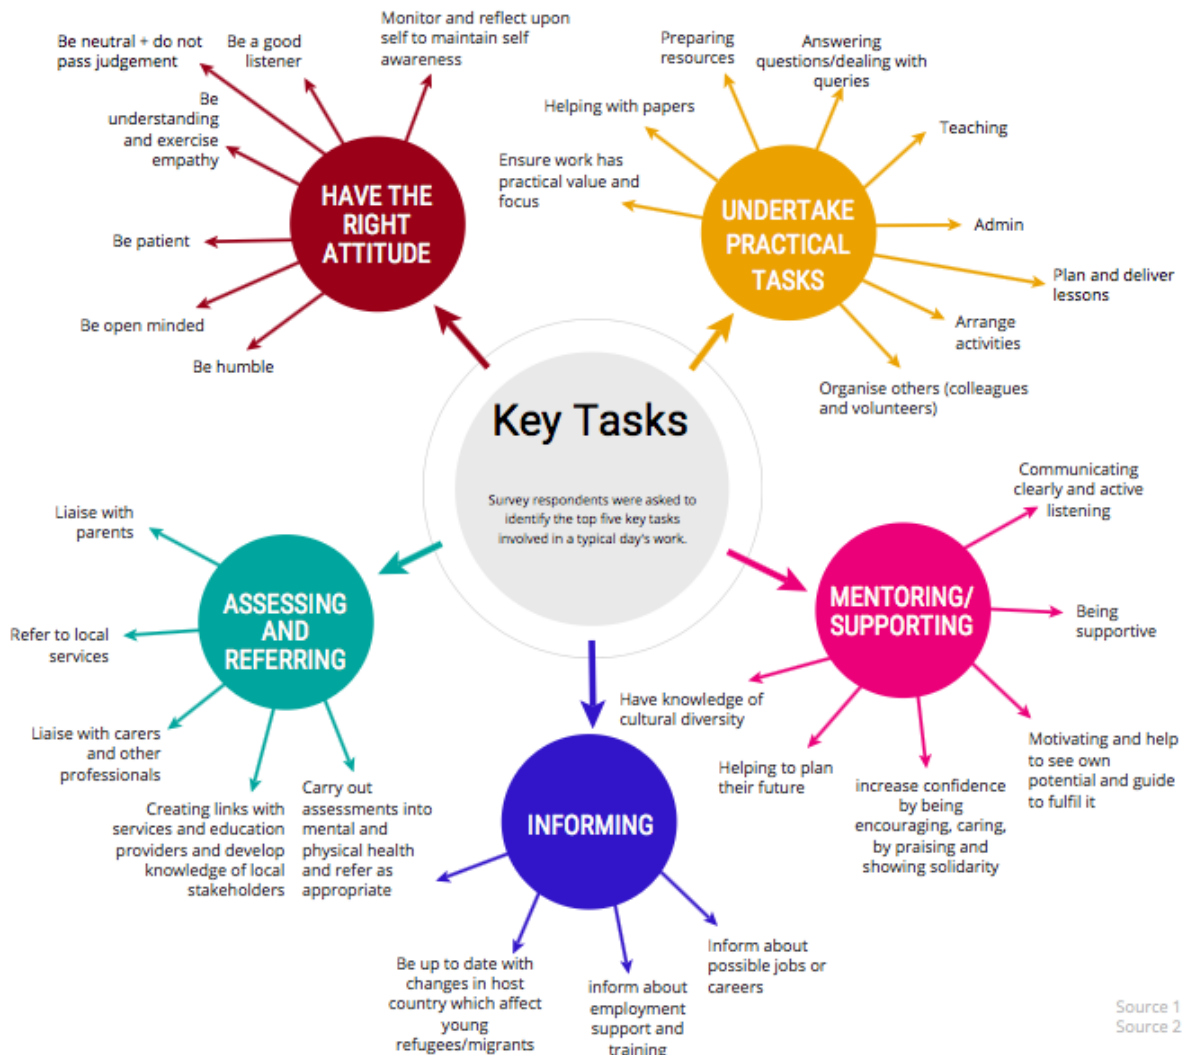 Key Tasks
Survey respondents were asked to
identify the top five key tasks
involved in a typical day's work.
HAVE THE
RIGHT
ATTITUDE
Be neutral + do not
pass judgement
Be a good
listener
Monitor and reflect upon
self to maintain self
awareness
Be
understanding
and exercise
empathy
Be patient
Be open minded
Be humble
UNDERTAKE
PRACTICAL
TASKS
Preparing
resources
Answering
questions/dealing with
queries
Helping with papers
Teaching
Ensure work has
practical value and
focus
Admin
Plan and deliver
lessons
Arrange
activities
Organise others (colleagues
and volunteers)
MENTORING/
SUPPORTING
Communicating
clearly and active
listening
Being
supportive
Motivating and help
to see own
potential and guide
to fulfil it
increase confidence
by being
encouraging, caring,
by praising and
showing solidarity
Helping to plan
their future
Have knowledge of
cultural diversity
INFORMING
Inform about
possible jobs or
careers
inform about
employment
support and
training
Be up to date with
changes in host
country which affect
young
refugees/migrants
ASSESSING
AND
REFERRING
Liaise with
parents
Refer to local
services
Liaise with carers
and other
professionals
Creating links with
services and education
providers and develop
knowledge of local
stakeholders
Carry out
assessments into
mental and
physical health
and refer as
appropriate
Source 1
Source 2